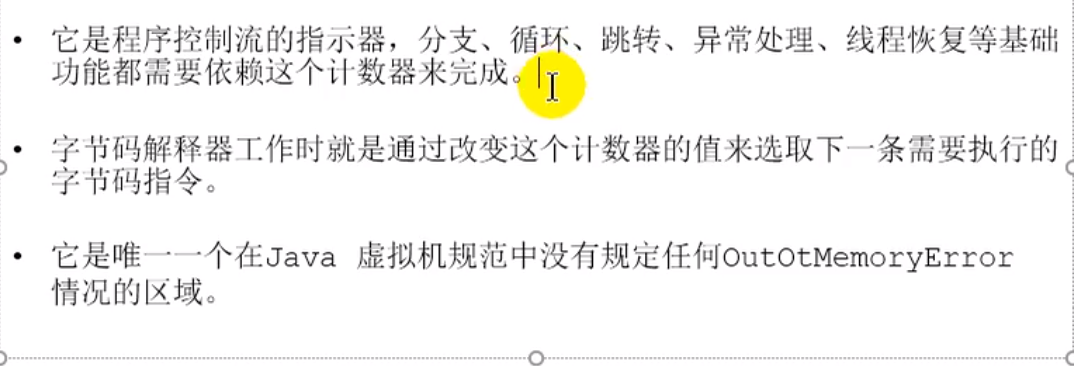 • 它是程序控制流的指示器，分支、循环、跳转、异常处理、线程恢复等基础
功能都需要依赖这个计数器来完成。
• 字节码解释器工作时就是通过改变这个计数器的值来选取下一条需要执行的
字节码指令。
• 它是唯一一个在Java 虚拟机规范中没有规定任何OutOtMemoryError
情况的区域。